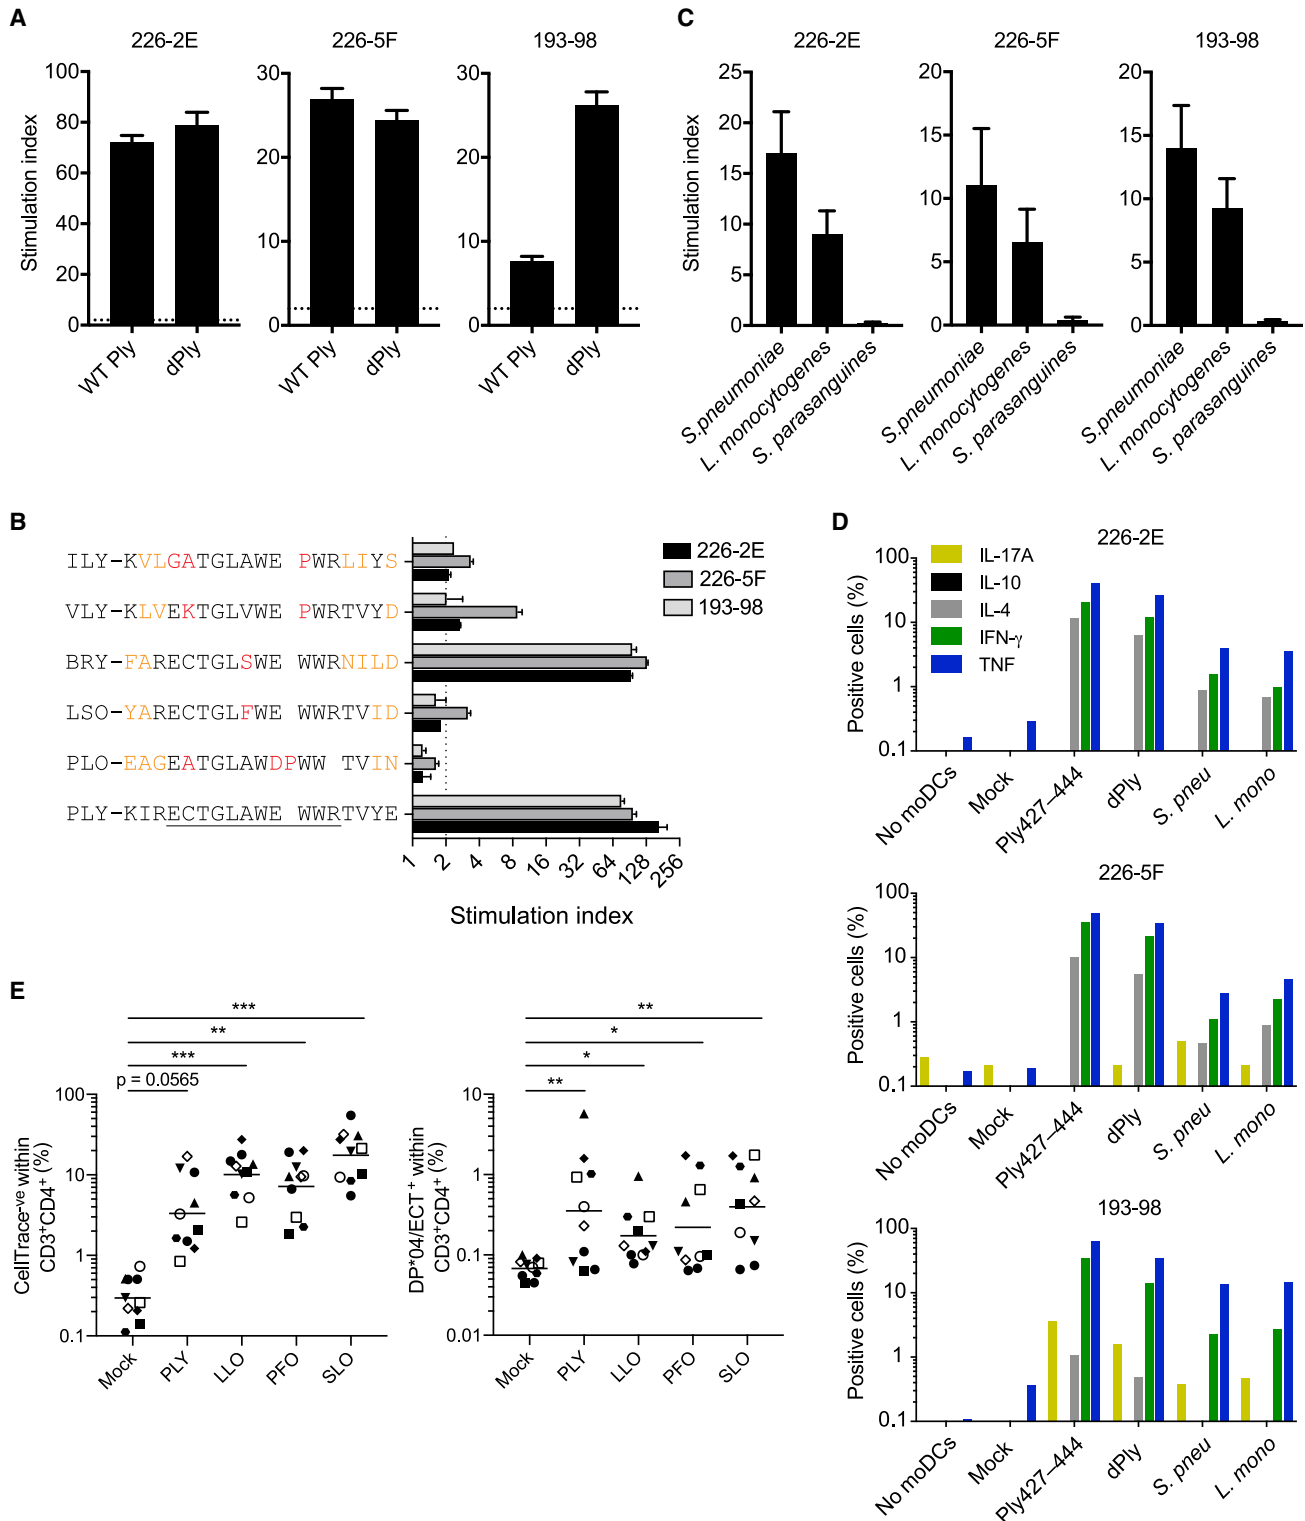 A
226-2E
226-5F
193-98
Stimulation index
100
80
60
40
20
0
30
20
10
0
30
20
10
0
WT Ply
dPly
WT Ply
dPly
WT Ply
dPly
C
226-2E
226-5F
193-98
Stimulation index
25
20
15
10
5
0
20
15
10
5
0
20
15
10
5
0
S.pneumoniae
L. monocytogenes
S. parasanguines
S.pneumoniae
L. monocytogenes
S. parasanguines
S.pneumoniae
L. monocytogenes
S. parasanguines
B
ILY-KVLGATGLAWE PWRLIYS
VLY-KLVEKTGLVWE PWRTVYD
BRY-FARECTGLSWE WWRNILD
LSO-YARECTGLFWE WWRTVID
PLO-EAGEATGLAWDPWW TVIN
PLY-KIRECTGLAWE WWRTVYE
226-2E
226-5F
193-98
1 2 4 8 16 32 64 128 256
Stimulation index
D
226-2E
IL-17A
IL-10
IL-4
IFN-γ
TNF
Positive cells (%)
100
10
1
0.1
No moDCs
Mock
Ply427–444
dPly
S. pneu
L. mono
226-5F
Positive cells (%)
100
10
1
0.1
No moDCs
Mock
Ply427–444
dPly
S. pneu
L. mono
193-98
Positive cells (%)
100
10
1
0.1
No moDCs
Mock
Ply427–444
dPly
S. pneu
L. mono
E
***
**
***
p = 0.0565
CellTrace-ve within
CD3+CD4+ (%)
100
10
1
0.1
Mock
PLY
LLO
PFO
SLO
**
*
*
**
DP*04/ECT+ within
CD3+CD4+ (%)
10
1
0.1
0.01
Mock
PLY
LLO
PFO
SLO